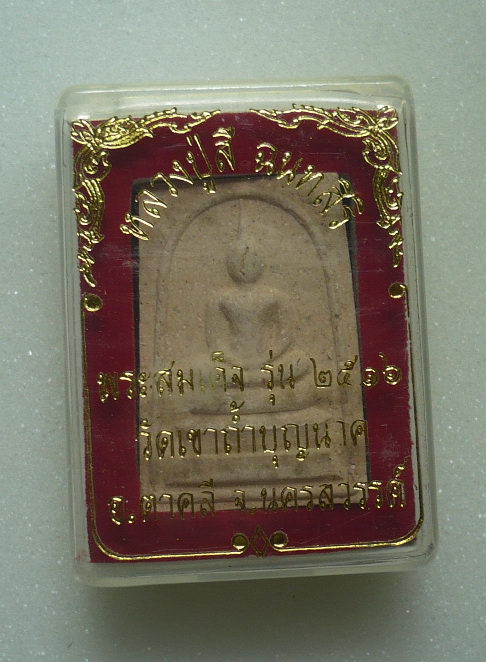 หลวงปู่สี ฉนฺทสิริ
พระสมเด็จ รุ่น ๒๕๑๖
วัดเขาถ้ำบุญนาค
อ.ตาคลี จ.นครสวรรค์